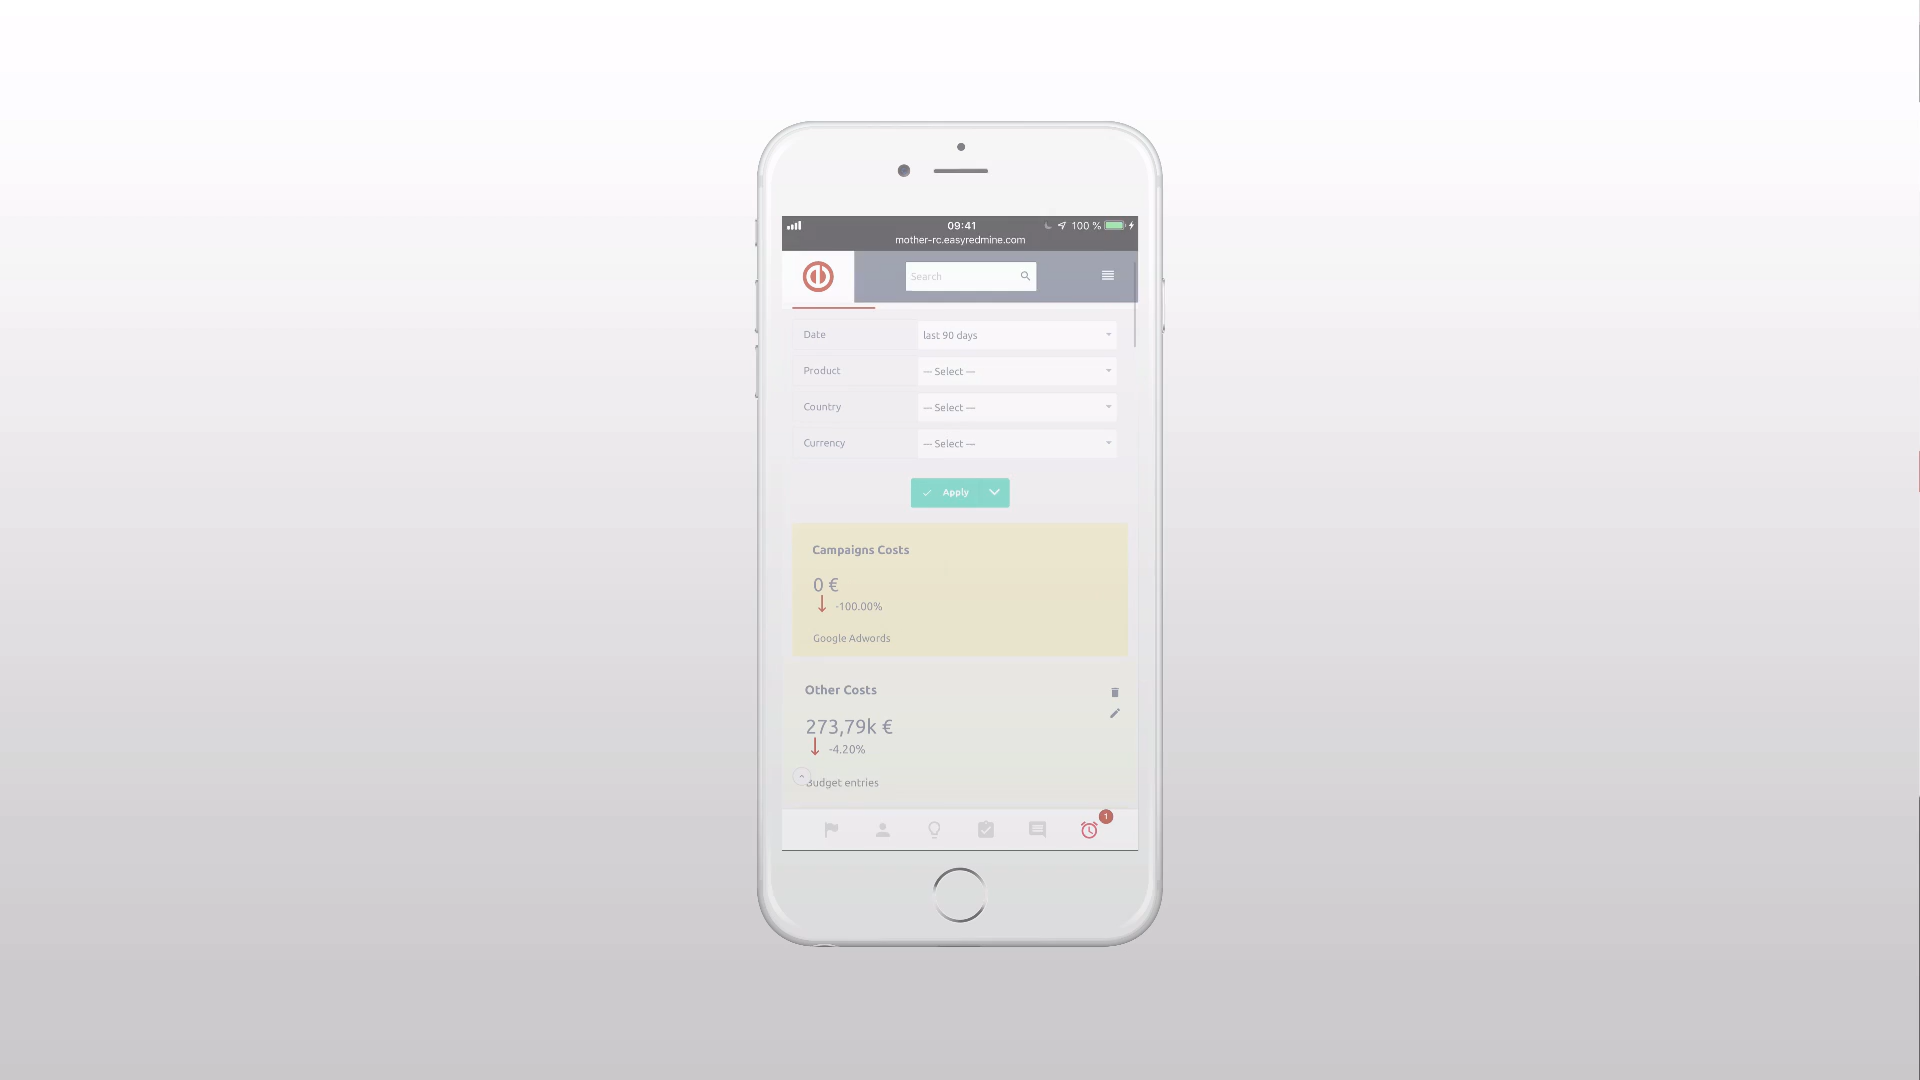 09:41
100 %
mother-rc.easyredmine.com
Search
Date
last 90 days
Product
--- Select ---
Country
--- Select ---
Currency
--- Select ---
Apply
Campaigns Costs
0 €
-100.00%
Google Adwords
Other Costs
273,79k €
-4.20%
Budget entries
1